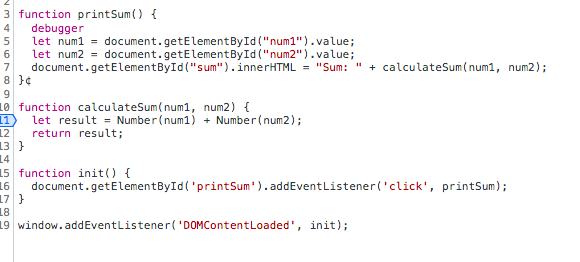 2
3 function printSum() {
4   debugger
5   let num1 = document.getElementById("num1").value;
6   let num2 = document.getElementById("num2").value;
7   document.getElementById("sum").innerHTML = "Sum: " + calculateSum(num1, num2);
8 }¢
9
10 function calculateSum(num1, num2) {
11   let result = Number(num1) + Number(num2);
12   return result;
13 }
14
15 function init() {
16   document.getElementById('printSum').addEventListener('click', printSum);
17 }
18
19 window.addEventListener('DOMContentLoaded', init);